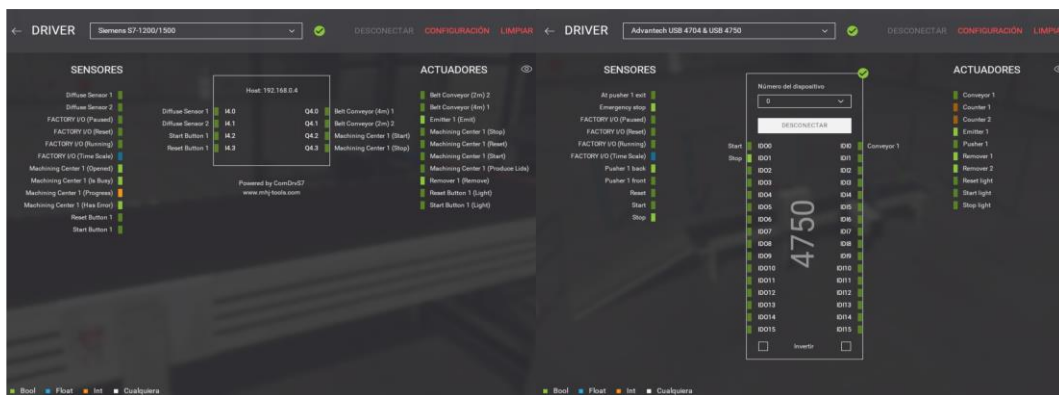 ← DRIVER Siemens S7-1200/1500 DESCONECTAR CONFIGURACIÓN LIMPIAR
SENSORES
Diffuse Sensor 1
Diffuse Sensor 2
FACTORY I/O (Paused)
FACTORY I/O (Reset)
FACTORY I/O (Running)
FACTORY I/O (Time Scale)
Machining Center 1 (Opened)
Machining Center 1 (Is Busy)
Machining Center 1 (Progress)
Machining Center 1 (Has Error)
Reset Button 1
Start Button 1
Host: 192.168.0.4
Diffuse Sensor 1 I4.0 Q4.0 Belt Conveyor (4m) 1
Diffuse Sensor 2 I4.1 Q4.1 Belt Conveyor (2m) 2
Start Button 1 I4.2 Q4.2 Machining Center 1 (Start)
Reset Button 1 I4.3 Q4.3 Machining Center 1 (Stop)
Powered by ComDrvS7
www.mhj-tools.com
ACTUADORES
Belt Conveyor (2m) 2
Belt Conveyor (4m) 1
Emitter 1 (Emit)
Machining Center 1 (Stop)
Machining Center 1 (Reset)
Machining Center 1 (Start)
Machining Center 1 (Produce Lids)
Remover 1 (Remove)
Reset Button 1 (Light)
Start Button 1 (Light)
Bool Float Int Cualquiera
← DRIVER Advantech USB 4704 & USB 4750 DESCONECTAR CONFIGURACIÓN LIMPIA
SENSORES
At pusher 1 exit
Emergency stop
FACTORY I/O (Paused)
FACTORY I/O (Reset)
FACTORY I/O (Running)
FACTORY I/O (Time Scale)
Pusher 1 back
Pusher 1 front
Reset
Start
Stop
Número del dispositivo
0
DESCONECTAR
Start IDO0 IDI0 Conveyor 1
Stop IDO1 IDI1
IDO2 IDI2
IDO3 IDI3
IDO4 IDI4
IDO5 IDI5
IDO6 IDI6
IDO7 IDI7
IDO8 IDI8
IDO9 IDI9
IDO10 IDI10
IDO11 IDI11
IDO12 IDI12
IDO13 IDI13
IDO14 IDI14
IDO15 IDI15
4750
Invertir
ACTUADORES
Conveyor 1
Counter 1
Counter 2
Emitter 1
Pusher 1
Remover 1
Remover 2
Reset light
Start light
Stop light
Bool Float Int Cualquiera